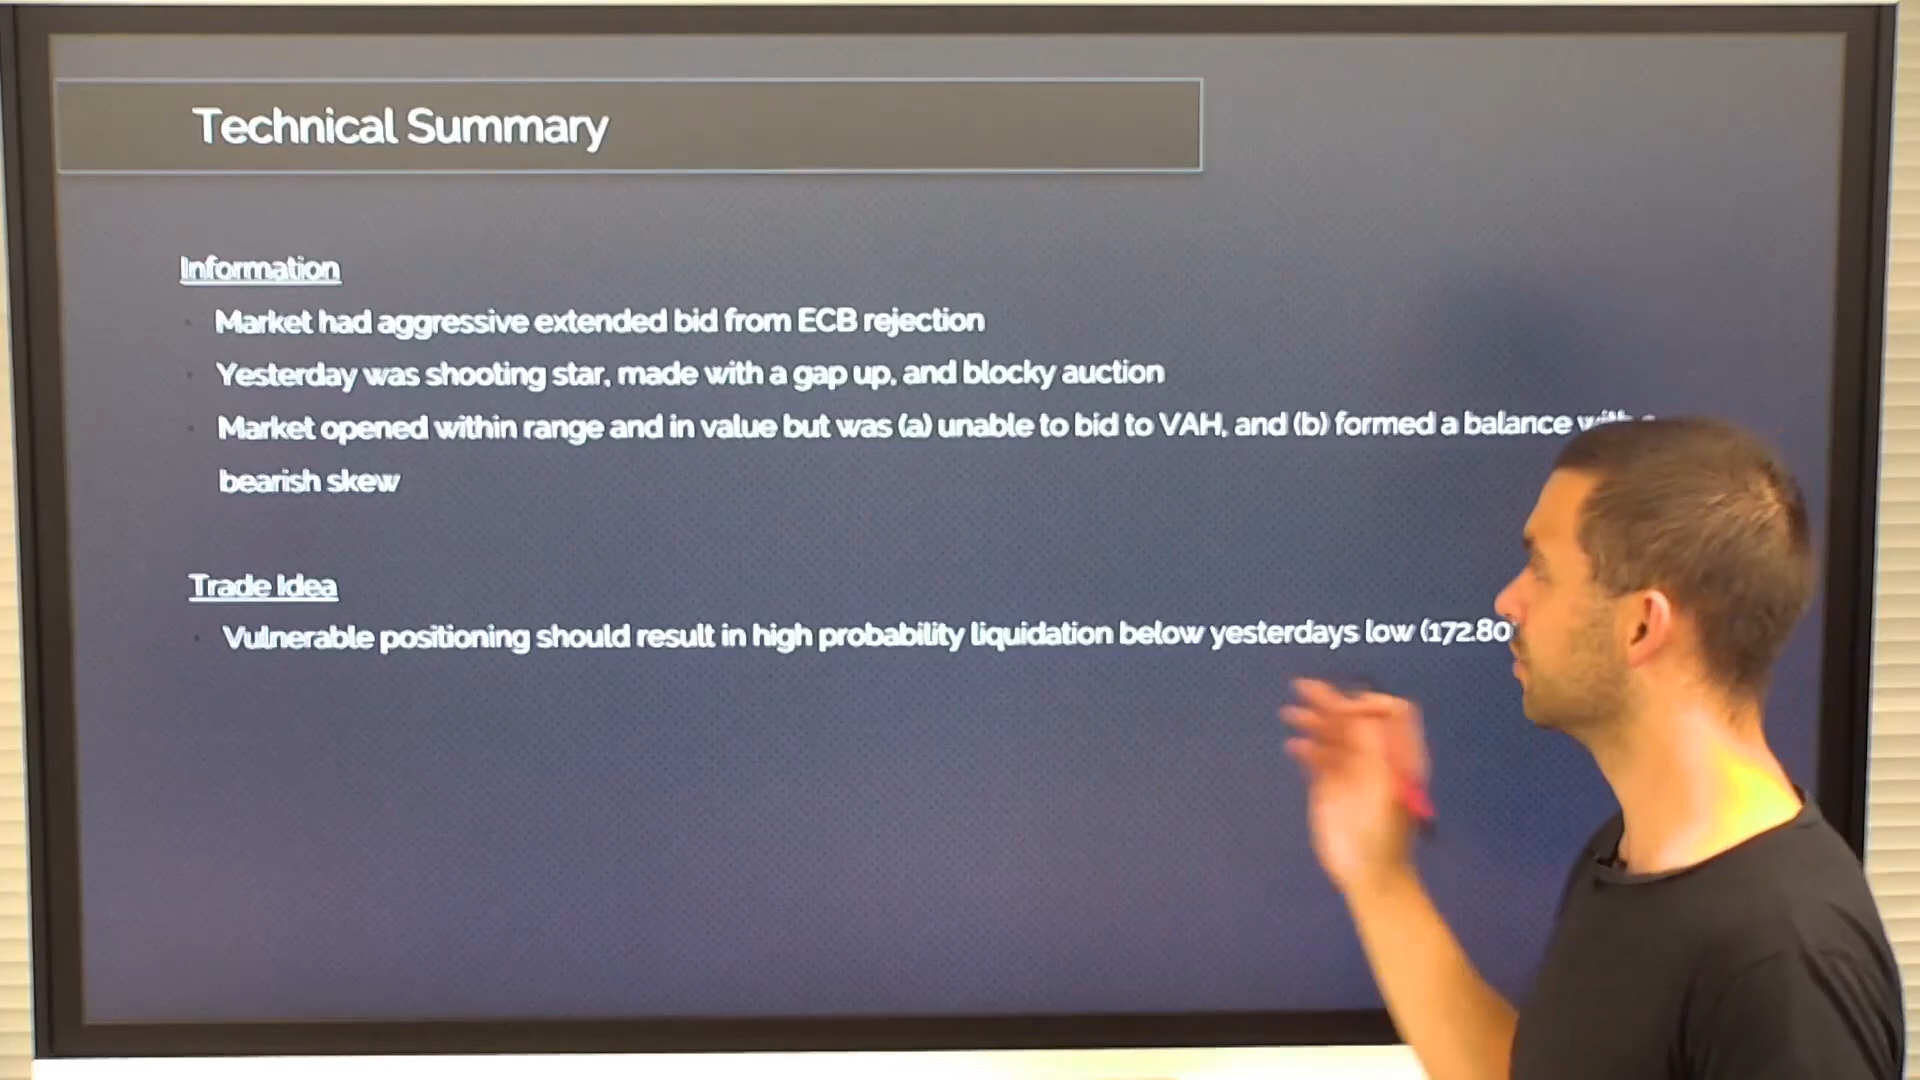 Technical Summary
Information
Market had aggressive extended bid from ECB rejection
Yesterday was shooting star, made with a gap up, and blocky auction
Market opened within range and in value but was (a) unable to bid to VAH, and (b) formed a balance with
bearish skew
Trade Idea
Vulnerable positioning should result in high probability liquidation below yesterdays low (172.80